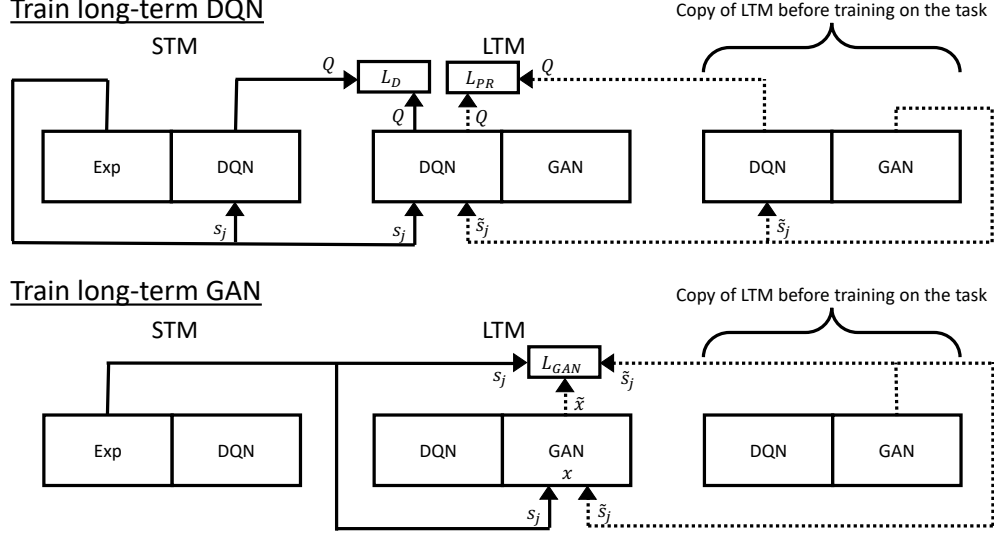 Train long-term DQN
Copy of LTM before training on the task
STM
LTM
Q
L_D
L_PR
Q
Q
Q
Exp
DQN
DQN
GAN
DQN
GAN
s_j
s_j
s̃_j
s̃_j
Train long-term GAN
Copy of LTM before training on the task
STM
LTM
s_j
L_GAN
s̃_j
x̃
Exp
DQN
DQN
GAN
DQN
GAN
x
s_j
s̃_j